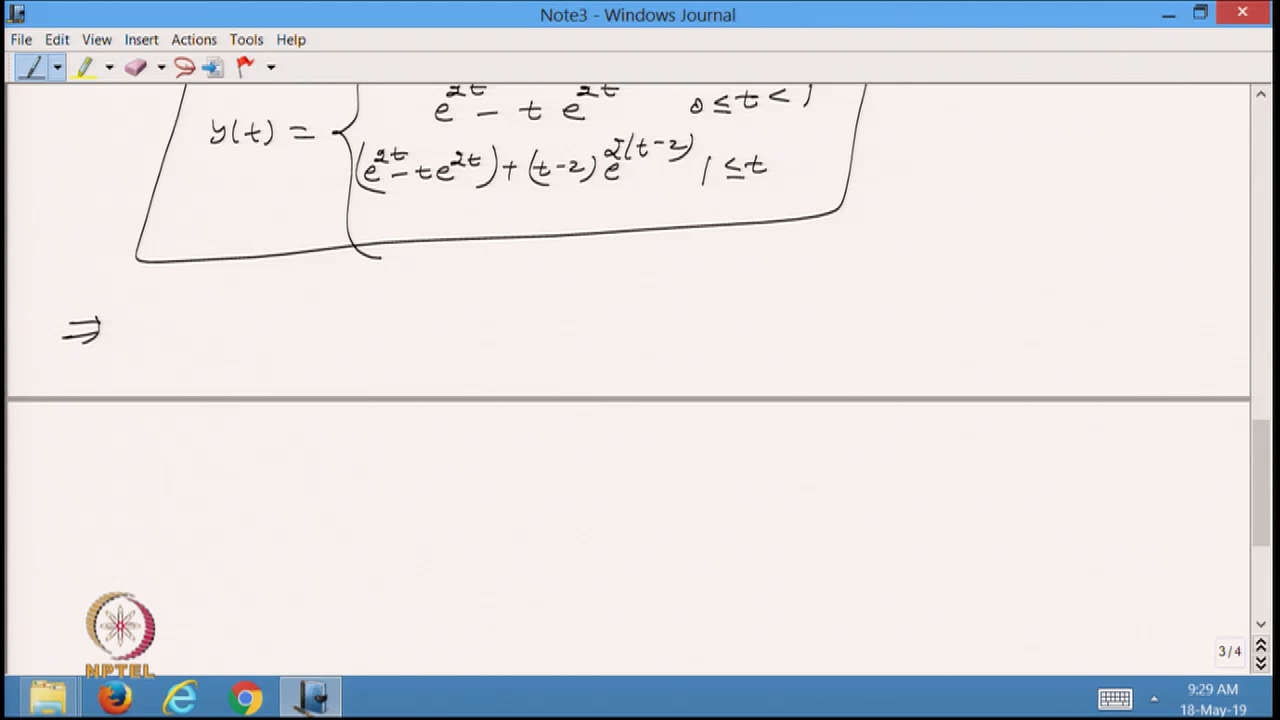 Note3 - Windows Journal
File Edit View Insert Actions Tools Help
e^{2t} - t e^{2t} 0 ≤ t < 1
y(t) = {
(e^{2t} - te^{2t}) + (t-2) e^{2(t-2)} 1 ≤ t
⇒
3 / 4
NPTEL
9:29 AM
18-May-19